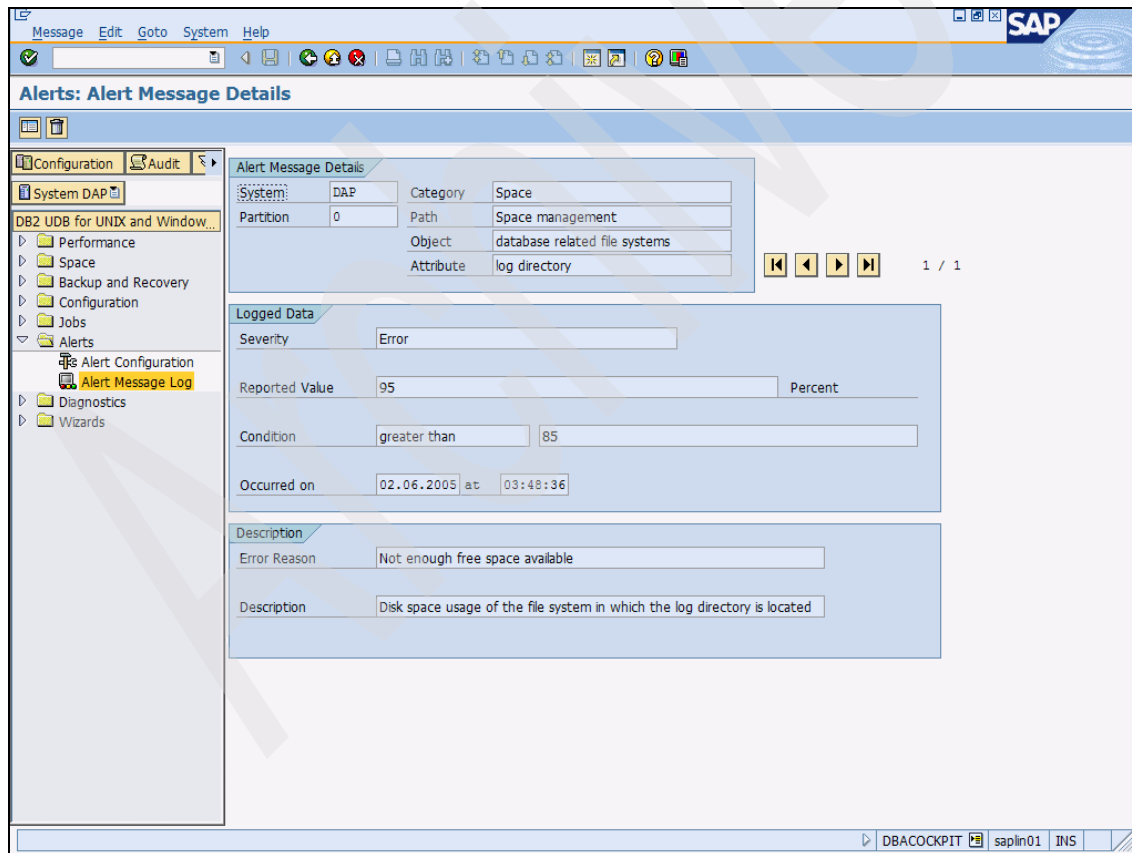 Message Edit Goto System Help
SAP
Alerts: Alert Message Details
Configuration Audit
System DAP
DB2 UDB for UNIX and Window...
Performance
Space
Backup and Recovery
Configuration
Jobs
Alerts
Alert Configuration
Alert Message Log
Diagnostics
Wizards
Alert Message Details
System DAP Category Space
Partition 0 Path Space management
Object database related file systems
Attribute log directory
1 / 1
Logged Data
Severity Error
Reported Value 95 Percent
Condition greater than 85
Occurred on 02.06.2005 at 03:48:36
Description
Error Reason Not enough free space available
Description Disk space usage of the file system in which the log directory is located
DBACOCKPIT saplin01 INS